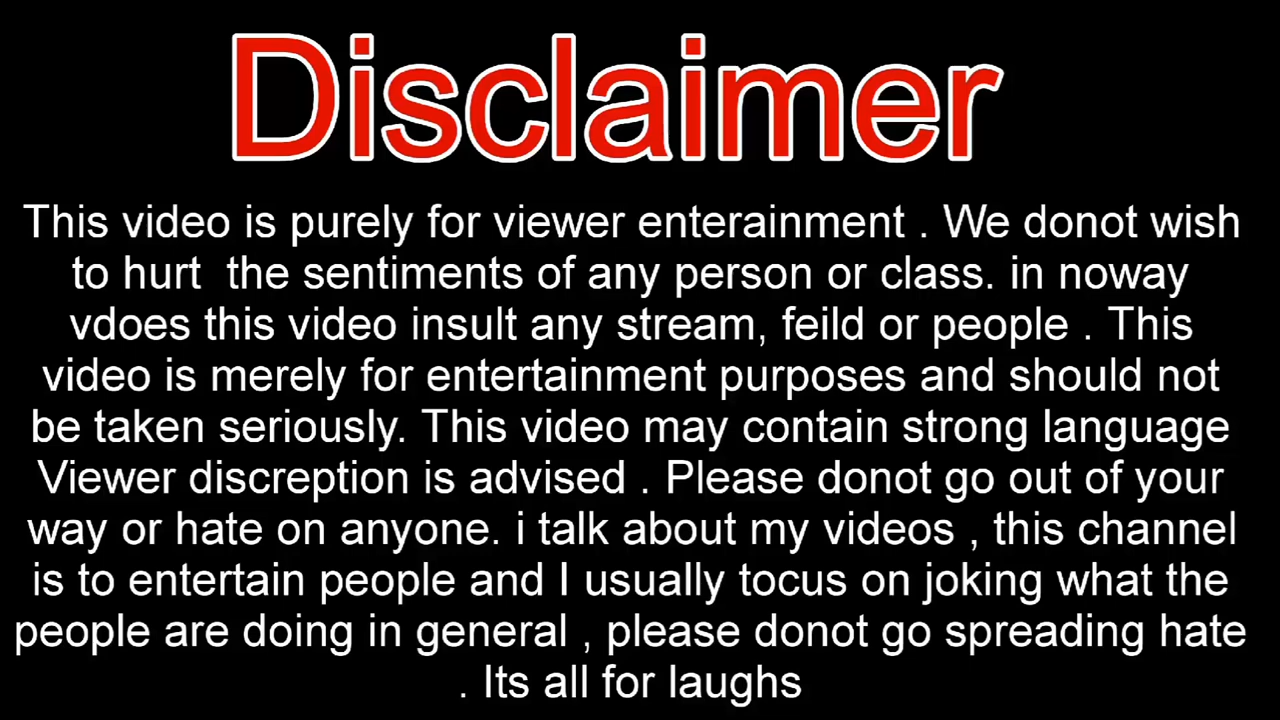 Disclaimer
This video is purely for viewer enterainment . We donot wish
to hurt  the sentiments of any person or class. in noway
vdoes this video insult any stream, feild or people . This
video is merely for entertainment purposes and should not
be taken seriously. This video may contain strong language
Viewer discreption is advised . Please donot go out of your
way or hate on anyone. i talk about my videos , this channel
is to entertain people and I usually tocus on joking what the
people are doing in general , please donot go spreading hate
. Its all for laughs